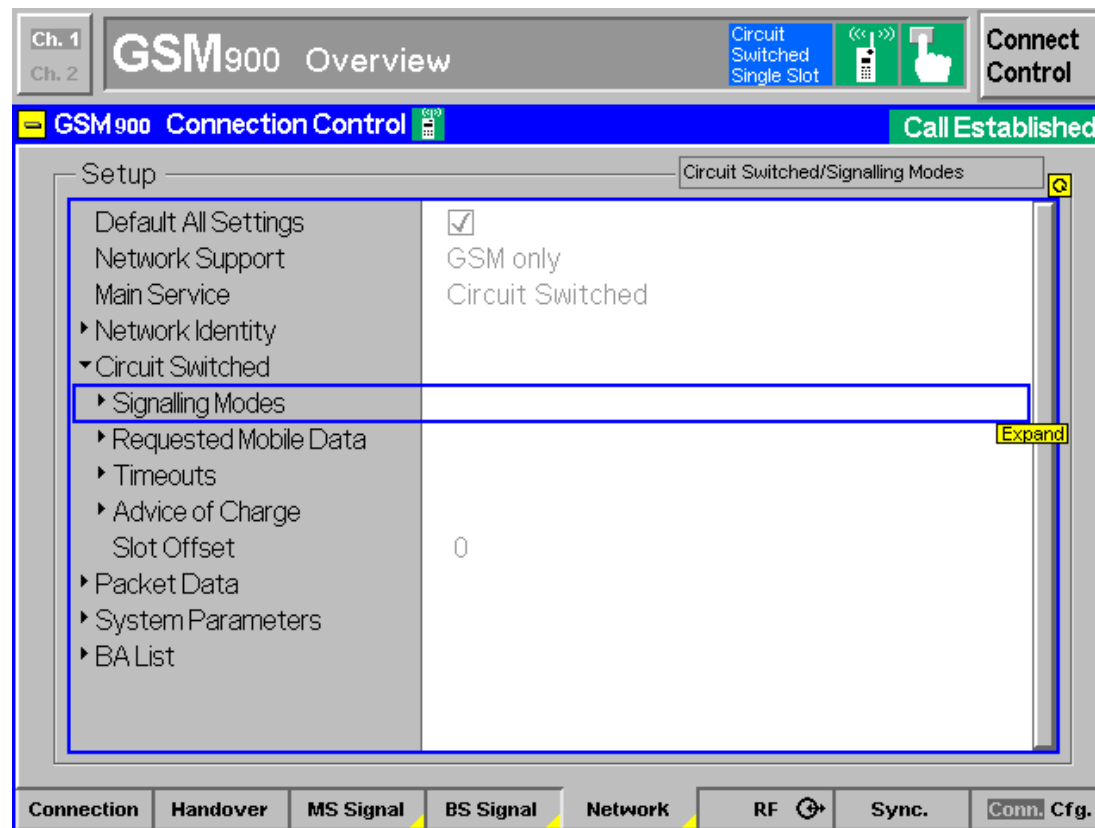 Ch. 1
Ch. 2
GSM900 Overview
Circuit
Switched
Single Slot
Connect
Control
GSM 900 Connection Control
Call Established
Setup
Circuit Switched/Signalling Modes
Default All Settings
Network Support GSM only
Main Service Circuit Switched
Network Identity
Circuit Switched
Signalling Modes
Expand
Requested Mobile Data
Timeouts
Advice of Charge
Slot Offset 0
Packet Data
System Parameters
BA List
Connection Handover MS Signal BS Signal Network RF Sync. Conn. Cfg.